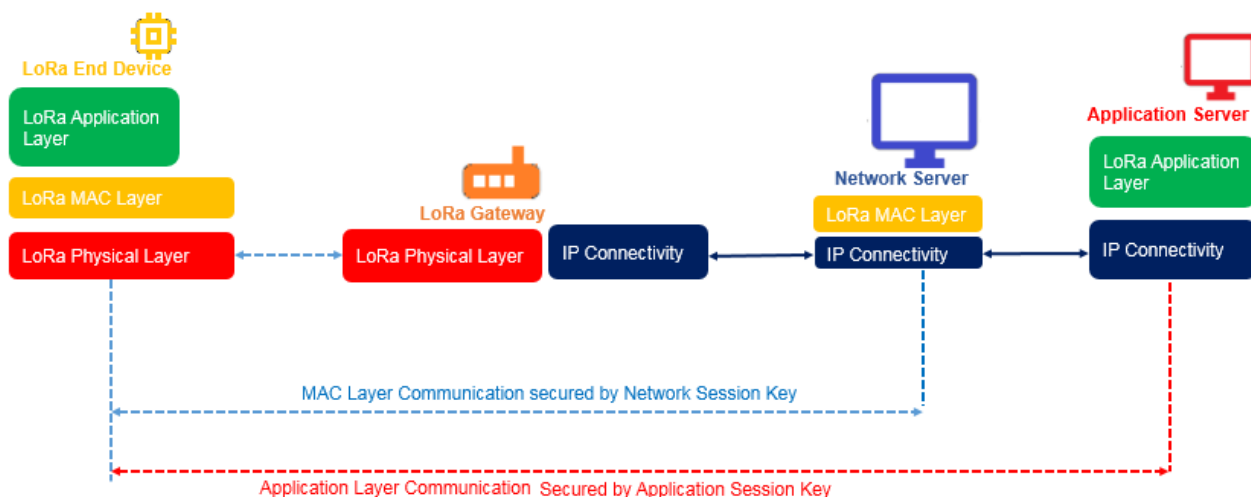 LoRa End Device
LoRa Application
Layer
LoRa MAC Layer
LoRa Physical Layer
LoRa Gateway
LoRa Physical Layer
IP Connectivity
Network Server
LoRa MAC Layer
IP Connectivity
Application Server
LoRa Application
Layer
IP Connectivity
MAC Layer Communication secured by Network Session Key
Application Layer Communication Secured by Application Session Key